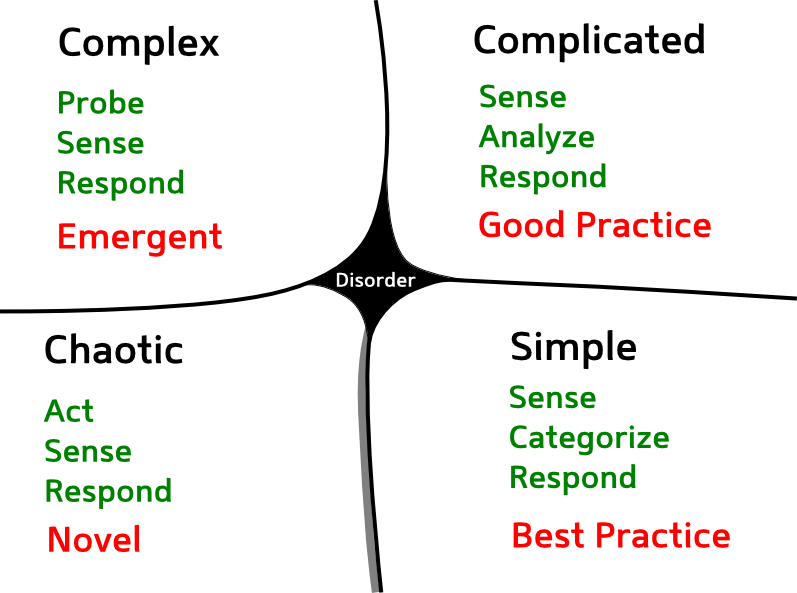 Complex
Probe
Sense
Respond
Emergent
Complicated
Sense
Analyze
Respond
Good Practice
Disorder
Chaotic
Act
Sense
Respond
Novel
Simple
Sense
Categorize
Respond
Best Practice